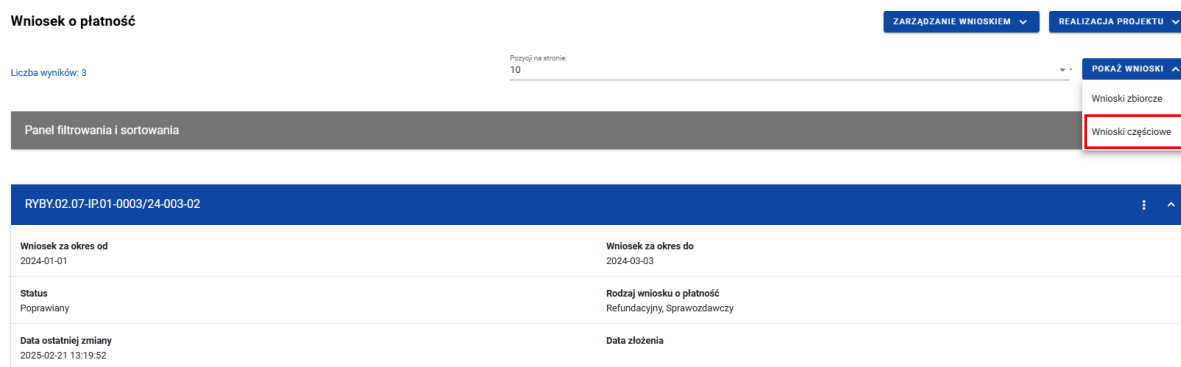 Wniosek o płatność
ZARZĄDZANIE WNIOSKIEM
REALIZACJA PROJEKTU
Liczba wyników: 3
Pozycji na stronie:
10
POKAŻ WNIOSKI
Wnioski zbiorcze
Wnioski częściowe
Panel filtrowania i sortowania
RYBY.02.07-IP.01-0003/24-003-02
Wniosek za okres od
2024-01-01
Wniosek za okres do
2024-03-03
Status
Poprawiany
Rodzaj wniosku o płatność
Refundacyjny, Sprawozdawczy
Data ostatniej zmiany
2025-02-21 13:19:52
Data złożenia